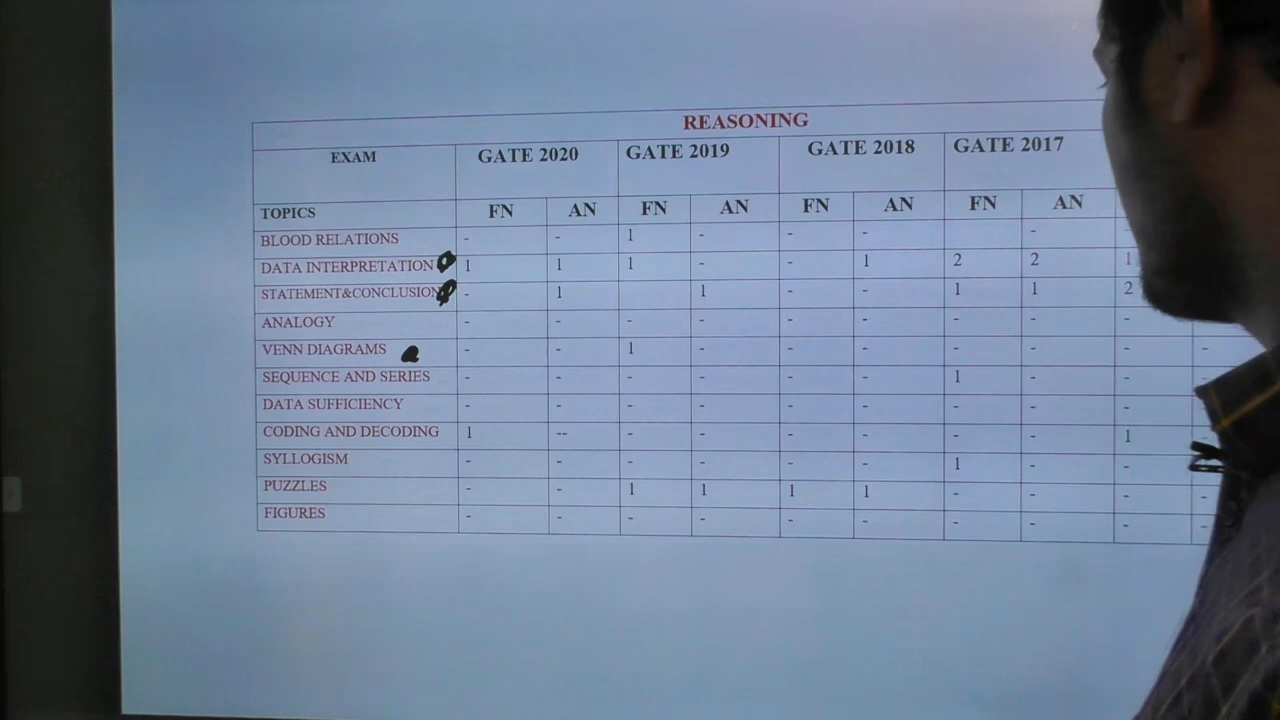 REASONING
EXAM GATE 2020 GATE 2019 GATE 2018 GATE 2017
TOPICS FN AN FN AN FN AN FN AN
BLOOD RELATIONS - - 1 - - - - -
DATA INTERPRETATION 1 1 1 - - 1 2 2 1
STATEMENT&CONCLUSION - 1 1 - - 1 1 2
ANALOGY - - - - - - - - -
VENN DIAGRAMS - - 1 - - - - - - -
SEQUENCE AND SERIES - - - - - - 1 - - -
DATA SUFFICIENCY - - - - - - - - - -
CODING AND DECODING 1 -- - - - - - - 1 -
SYLLOGISM - - - - - - 1 - -
PUZZLES - - 1 1 1 1 - - - -
FIGURES - - - - - - - - - -